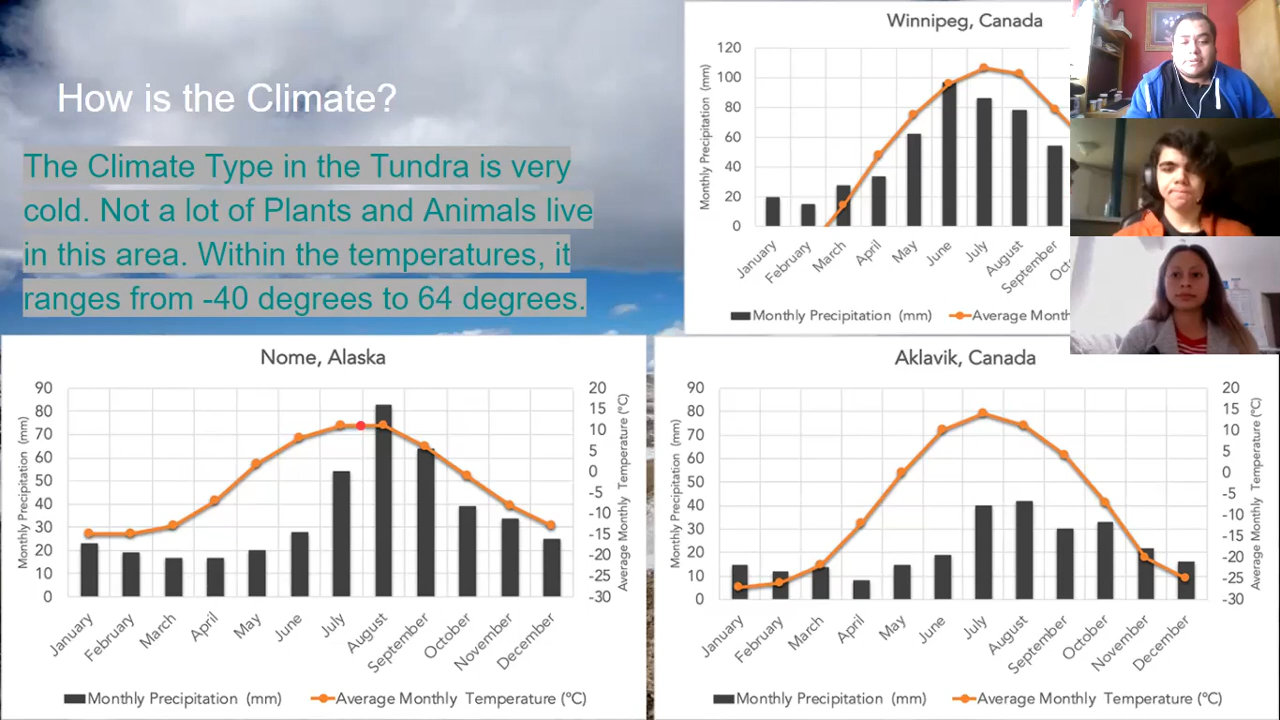 How is the Climate?
The Climate Type in the Tundra is very
cold. Not a lot of Plants and Animals live
in this area. Within the temperatures, it
ranges from -40 degrees to 64 degrees.
Winnipeg, Canada
Monthly Precipitation (mm)
120
100
80
60
40
20
0
January
February
March
April
May
June
July
August
September
Oct
Monthly Precipitation (mm)
Average Month
Nome, Alaska
Monthly Precipitation (mm)
90
80
70
60
50
40
30
20
10
0
20
15
10
5
0
-5
-10
-15
-20
-25
-30
Average Monthly Temperature (°C)
January
February
March
April
May
June
July
August
September
October
November
December
Monthly Precipitation (mm)
Average Monthly Temperature (°C)
Aklavik, Canada
Monthly Precipitation (mm)
90
80
70
60
50
40
30
20
10
0
20
15
10
5
0
-5
-10
-15
-20
-25
-30
Average Monthly Temperature (°C)
January
February
March
April
May
June
July
August
September
October
November
December
Monthly Precipitation (mm)
Average Monthly Temperature (°C)